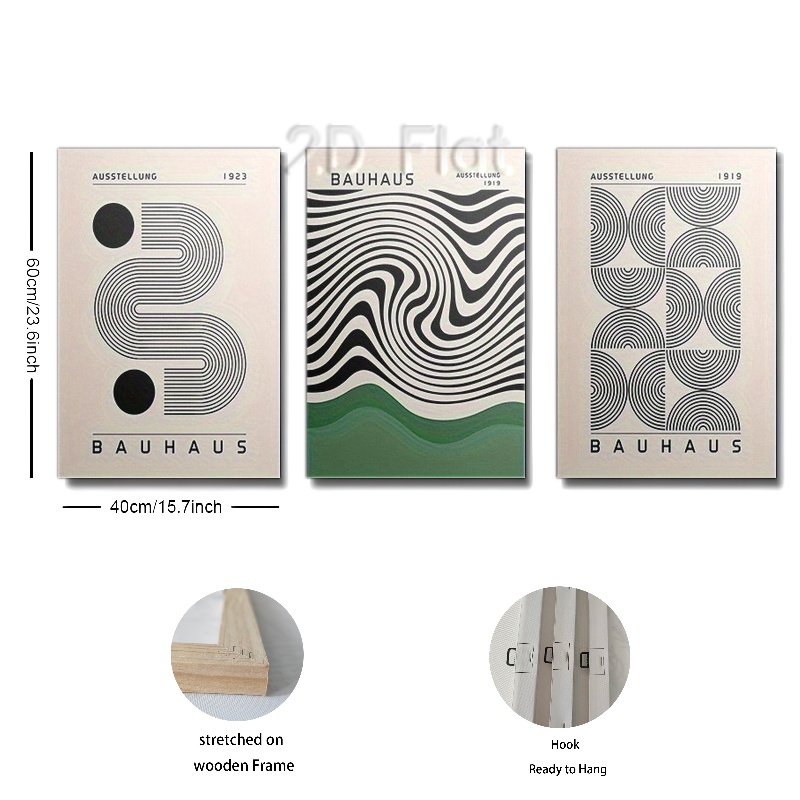 2D Flat
AUSSTELLUNG 1923
BAUHAUS
BAUHAUS AUSSTELLUNG
1919
AUSSTELLUNG 1919
BAUHAUS
60cm/23.6inch
40cm/15.7inch
stretched on
wooden Frame
Hook
Ready to Hang